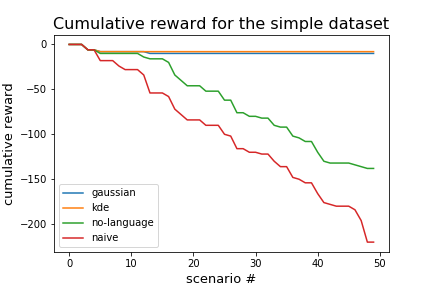 Cumulative reward for the simple dataset
cumulative reward
0
−50
−100
−150
−200
gaussian
kde
no-language
naive
0 10 20 30 40 50
scenario #